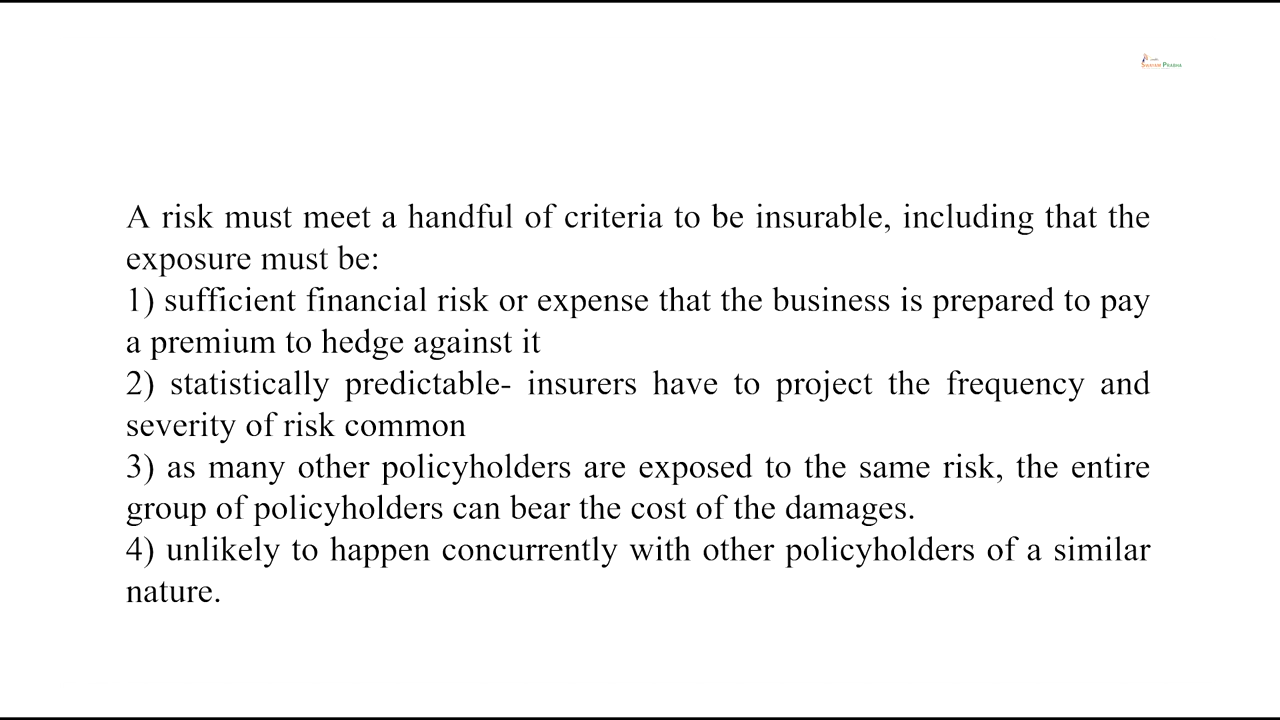 Swayam Prabha
A risk must meet a handful of criteria to be insurable, including that the
exposure must be:
1) sufficient financial risk or expense that the business is prepared to pay
a premium to hedge against it
2) statistically predictable- insurers have to project the frequency and
severity of risk common
3) as many other policyholders are exposed to the same risk, the entire
group of policyholders can bear the cost of the damages.
4) unlikely to happen concurrently with other policyholders of a similar
nature.